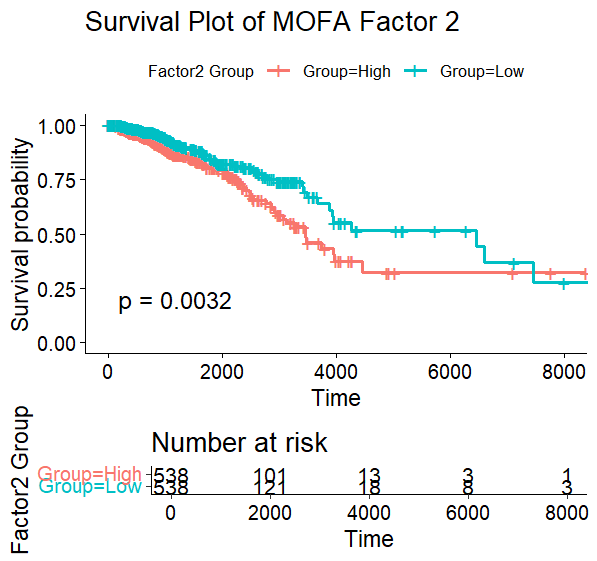 Survival Plot of MOFA Factor 2
Factor2 Group Group=High Group=Low
Survival probability
1.00
0.75
0.50
0.25
0.00
p = 0.0032
0 2000 4000 6000 8000
Time
Factor2 Group
Number at risk
Group=High 538 101 13 3 1
Group=Low 538 121 18 8 3
0 2000 4000 6000 8000
Time